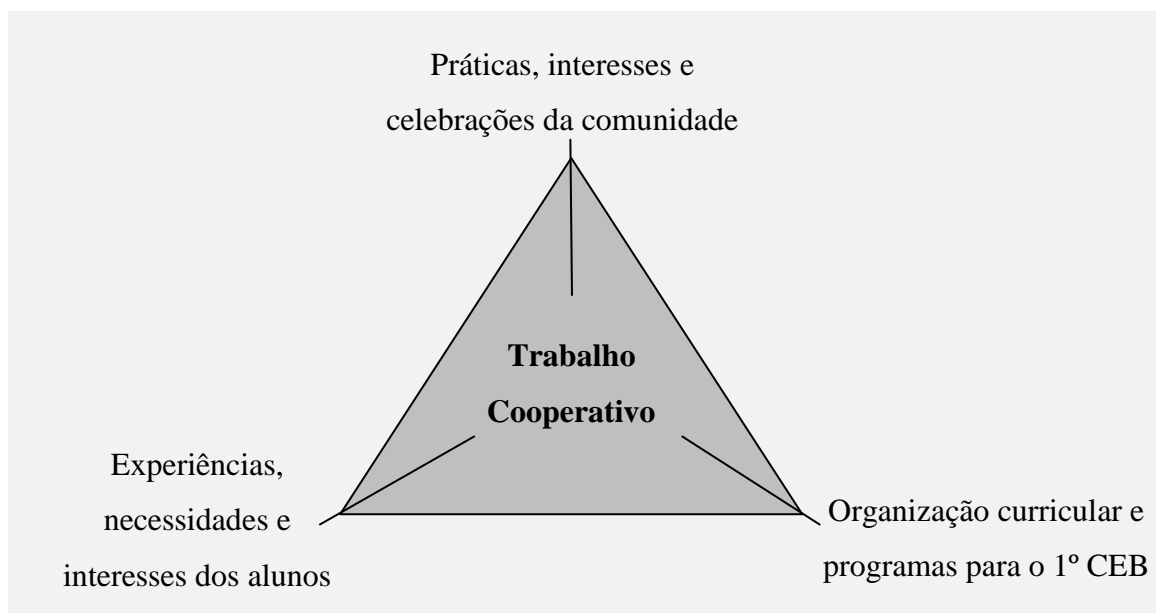 Práticas, interesses e
celebrações da comunidade
Trabalho
Cooperativo
Experiências,
necessidades e
interesses dos alunos
Organização curricular e
programas para o 1º CEB